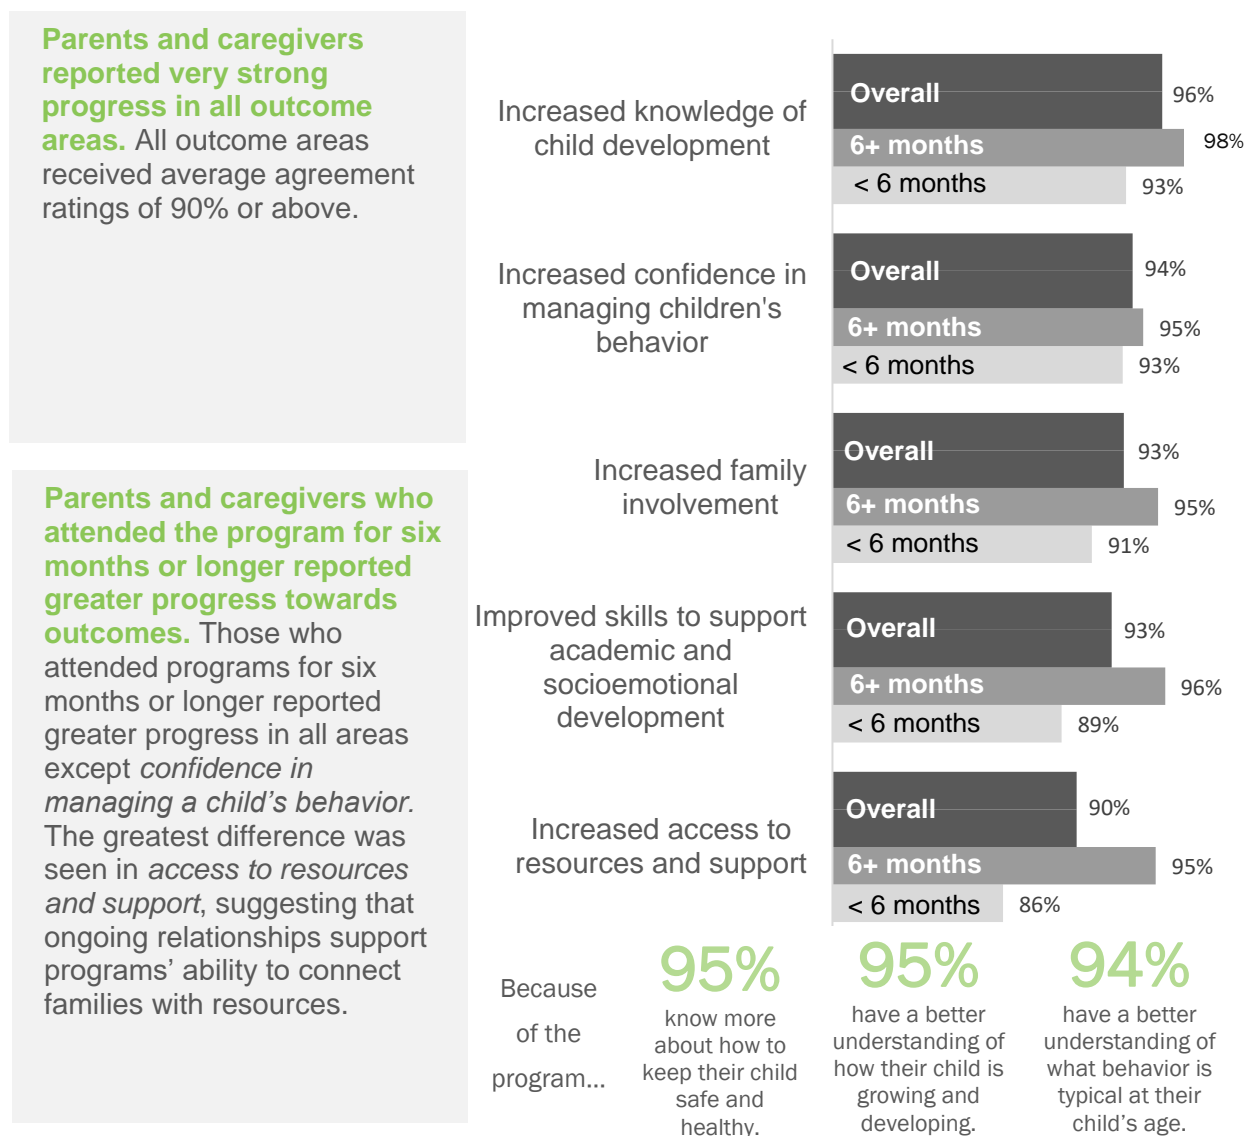 Parents and caregivers
reported very strong
progress in all outcome
areas. All outcome areas
received average agreement
ratings of 90% or above.
Parents and caregivers who
attended the program for six
months or longer reported
greater progress towards
outcomes. Those who
attended programs for six
months or longer reported
greater progress in all areas
except confidence in
managing a child’s behavior.
The greatest difference was
seen in access to resources
and support, suggesting that
ongoing relationships support
programs’ ability to connect
families with resources.
Increased knowledge of
child development
Overall 96%
6+ months 98%
< 6 months 93%
Increased confidence in
managing children's
behavior
Overall 94%
6+ months 95%
< 6 months 93%
Increased family
involvement
Overall 93%
6+ months 95%
< 6 months 91%
Improved skills to support
academic and
socioemotional
development
Overall 93%
6+ months 96%
< 6 months 89%
Increased access to
resources and support
Overall 90%
6+ months 95%
< 6 months 86%
Because
of the
program...
95%
know more
about how to
keep their child
safe and
healthy.
95%
have a better
understanding of
how their child is
growing and
developing.
94%
have a better
understanding of
what behavior is
typical at their
child’s age.